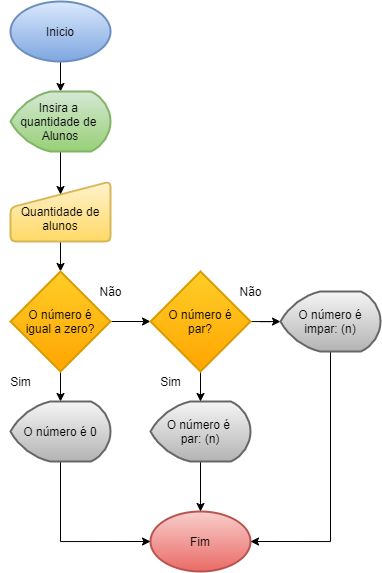 Inicio
Insira a
quantidade de
Alunos
Quantidade de
alunos
O número é
igual a zero?
Não
O número é
par?
Não
O número é
impar: (n)
Sim
Sim
O número é 0
O número é
par: (n)
Fim